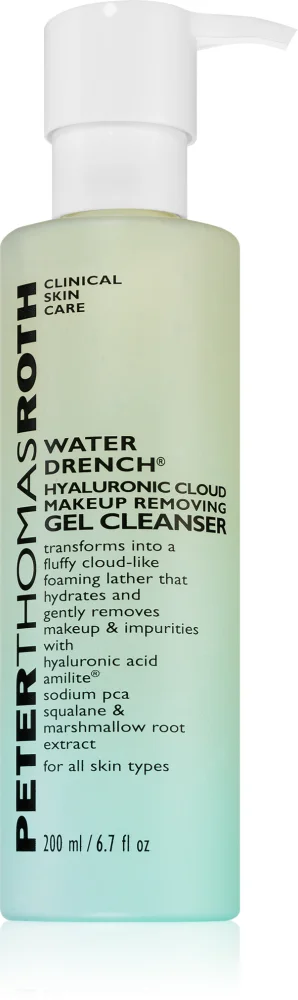 PETERTHOMASROTH
CLINICAL
SKIN
CARE
WATER
DRENCH®
HYALURONIC CLOUD
MAKEUP REMOVING
GEL CLEANSER
transforms into a
fluffy cloud-like
foaming lather that
hydrates and
gently removes
makeup & impurities
with
hyaluronic acid
amilite®
sodium pca
squalane &
marshmallow root
extract
for all skin types
200 ml / 6.7 fl oz